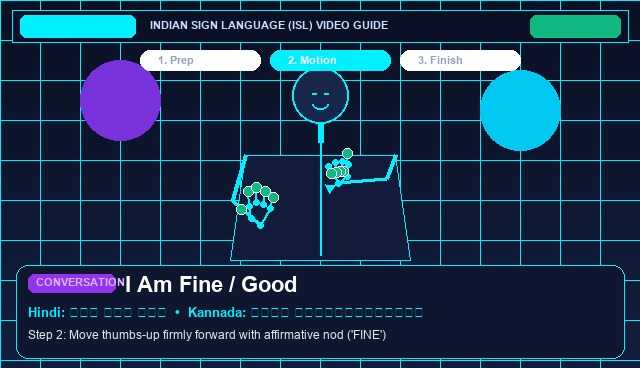 INDIAN SIGN LANGUAGE (ISL) VIDEO GUIDE
1. Prep 2. Motion 3. Finish
CONVERSATION I Am Fine / Good
Hindi: • Kannada:
Step 2: Move thumbs-up firmly forward with affirmative nod ('FINE')